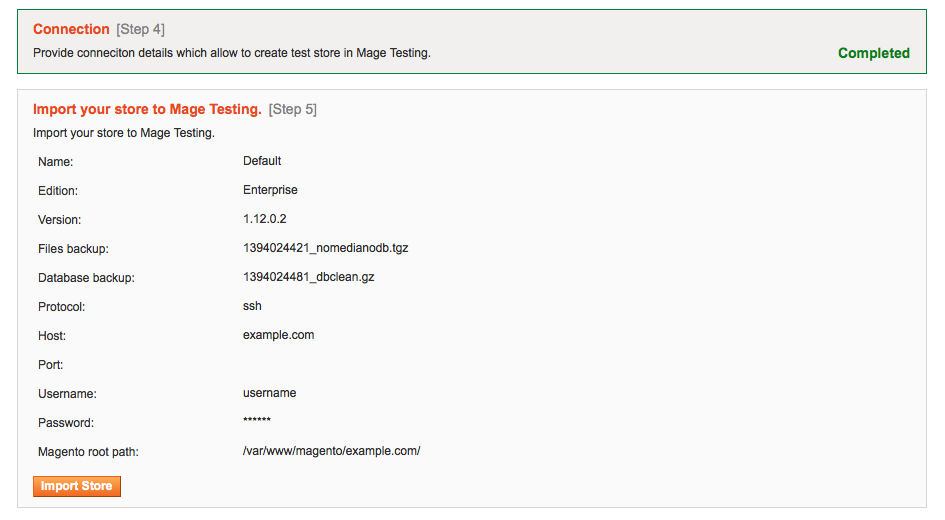 Connection [Step 4]
Provide conneciton details which allow to create test store in Mage Testing.
Completed
Import your store to Mage Testing. [Step 5]
Import your store to Mage Testing.
Name: Default
Edition: Enterprise
Version: 1.12.0.2
Files backup: 1394024421_nomedianodb.tgz
Database backup: 1394024481_dbclean.gz
Protocol: ssh
Host: example.com
Port:
Username: username
Password: ******
Magento root path: /var/www/magento/example.com/
Import Store